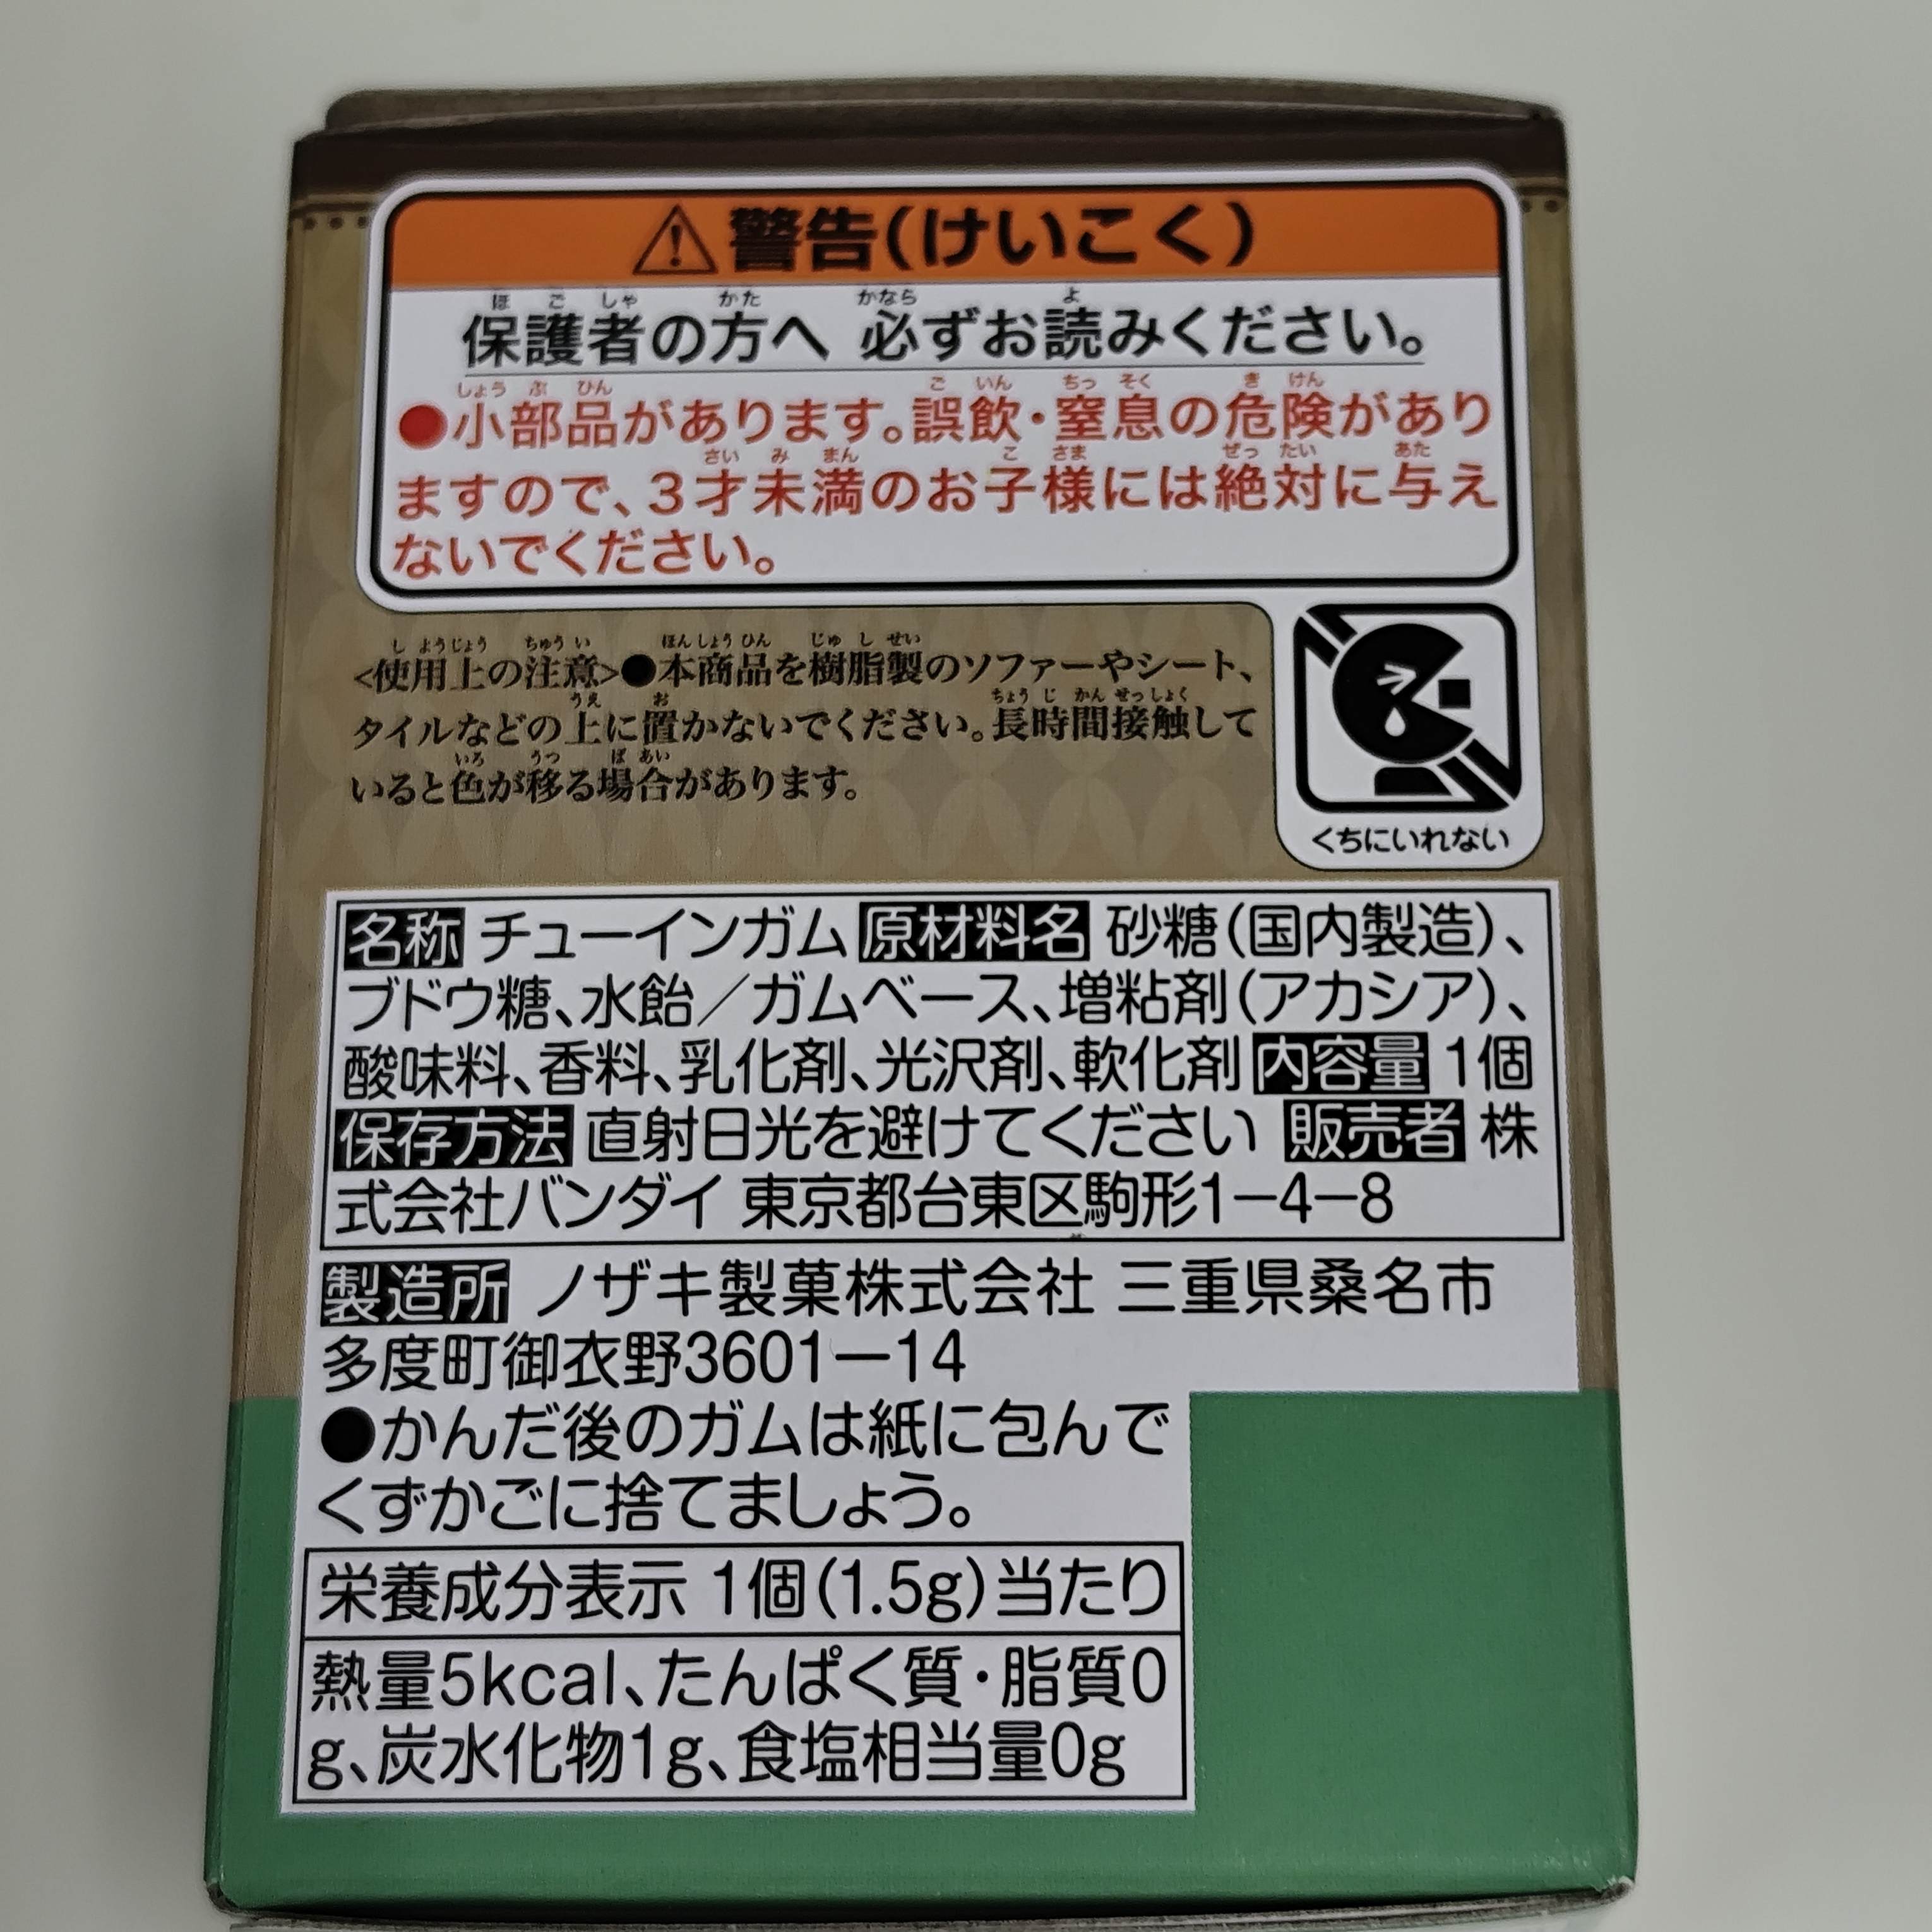 ⚠警告(けいこく)
保護者の方へ 必ずお読みください。
●小部品があります。誤飲・窒息の危険があり
ますので、3才未満のお子様には絶対に与え
ないでください。
<使用上の注意>●本商品を樹脂製のソファーやシート、
タイルなどの上に置かないでください。長時間接触して
いると色が移る場合があります。
くちにいれない
名称 チューインガム 原材料名 砂糖(国内製造)、
ブドウ糖、水飴／ガムベース、増粘剤(アカシア)、
酸味料、香料、乳化剤、光沢剤、軟化剤 内容量 1個
保存方法 直射日光を避けてください 販売者 株
式会社バンダイ 東京都台東区駒形1−4−8
製造所 ノザキ製菓株式会社 三重県桑名市
多度町御衣野3601−14
●かんだ後のガムは紙に包んで
くずかごに捨てましょう。
栄養成分表示 1個(1.5g)当たり
熱量5kcal、たんぱく質・脂質0
g、炭水化物1g、食塩相当量0g